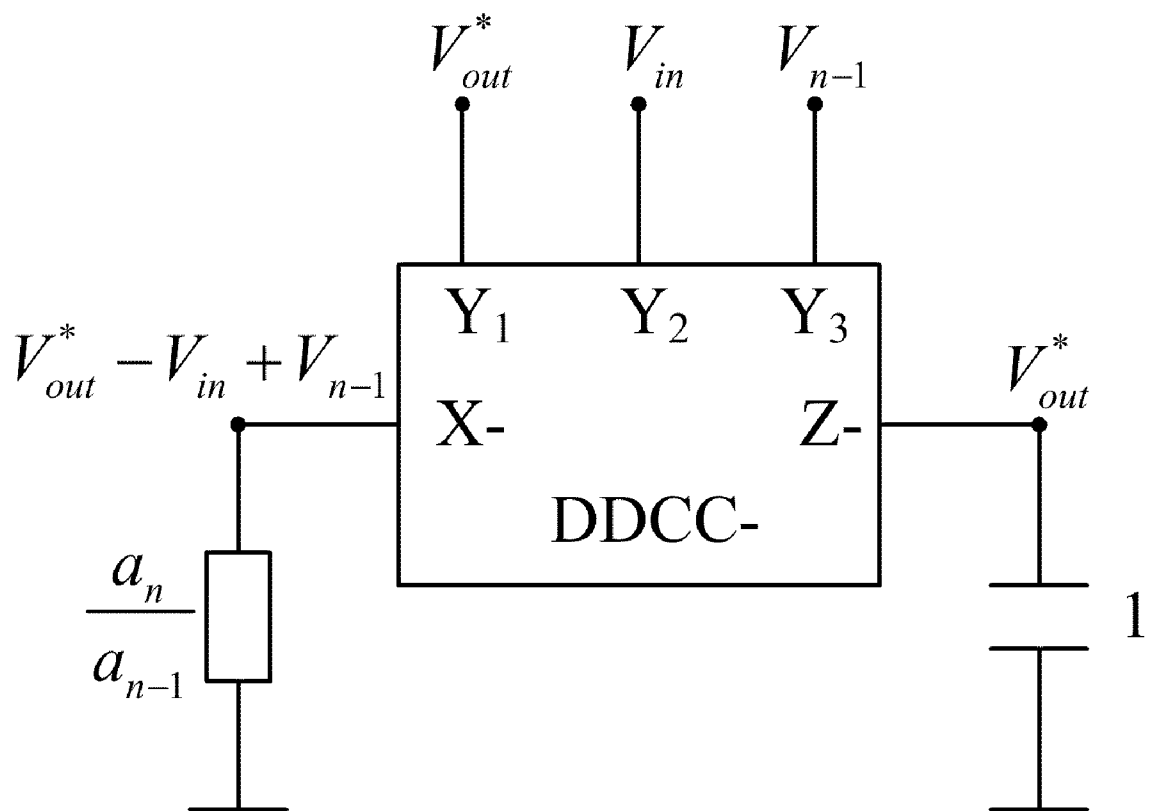 V*out Vin Vn−1
Y1 Y2 Y3
V*out − Vin + Vn−1
V*out
X- Z-
DDCC-
an
an−1
1